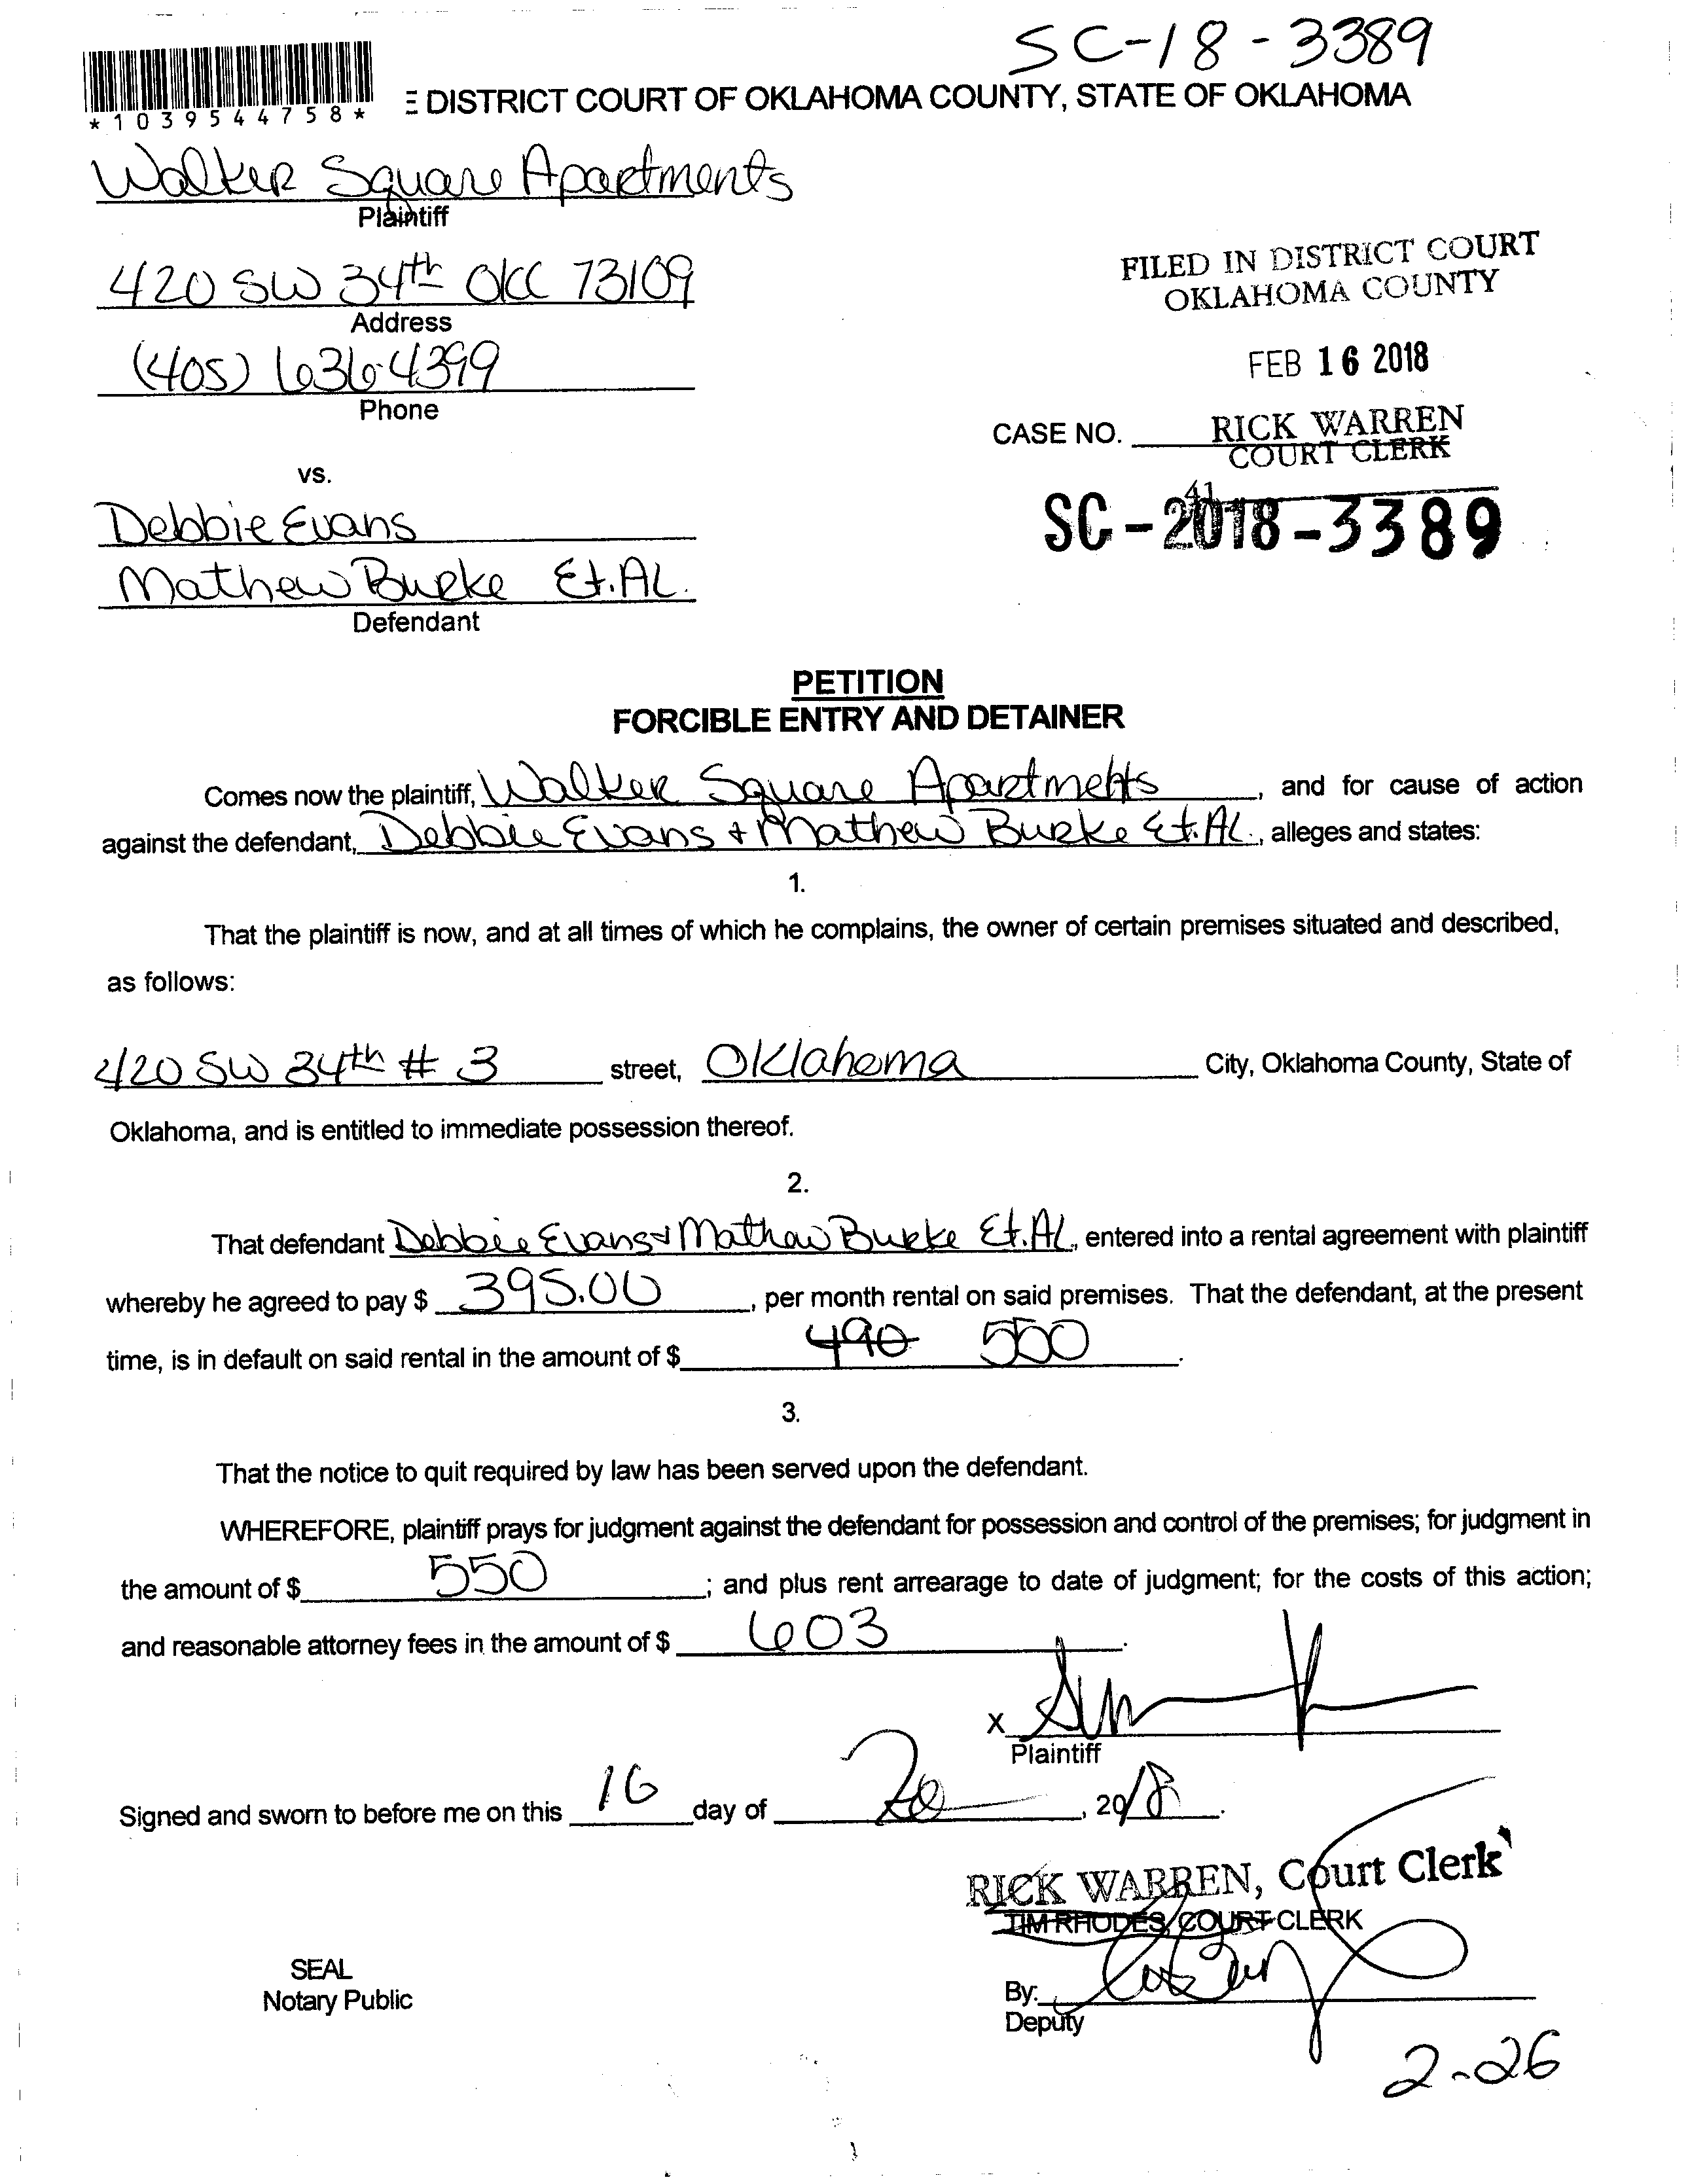 SC-18-3389
*1039544758*
E DISTRICT COURT OF OKLAHOMA COUNTY, STATE OF OKLAHOMA
Walker Square Apartments
Plaintiff
420 SW 34th OKC 73109
Address
(405) 636-4399
Phone
FILED IN DISTRICT COURT
OKLAHOMA COUNTY
FEB 16 2018
RICK WARREN
COURT CLERK
CASE NO.
41
SC-2018-3389
vs.
Debbie Evans
Mathew Burke Et.AL.
Defendant
PETITION
FORCIBLE ENTRY AND DETAINER
Comes now the plaintiff, Walker Square Apartments, and for cause of action
against the defendant, Debbie Evans + Mathew Burke Et.AL., alleges and states:
1.
That the plaintiff is now, and at all times of which he complains, the owner of certain premises situated and described,
as follows:
420 SW 34th # 3 street, Oklahoma City, Oklahoma County, State of
Oklahoma, and is entitled to immediate possession thereof.
2.
That defendant Debbie Evans + Mathew Burke Et.AL., entered into a rental agreement with plaintiff
whereby he agreed to pay $ 395.00, per month rental on said premises. That the defendant, at the present
time, is in default on said rental in the amount of $ 490 550.
3.
That the notice to quit required by law has been served upon the defendant.
WHEREFORE, plaintiff prays for judgment against the defendant for possession and control of the premises; for judgment in
the amount of $ 550; and plus rent arrearage to date of judgment; for the costs of this action;
and reasonable attorney fees in the amount of $ 603.
X
Plaintiff
Signed and sworn to before me on this 16 day of , 2018.
RICK WARREN, Court Clerk
TIM RHODES, COURT CLERK
SEAL
Notary Public
By:
Deputy
2-26